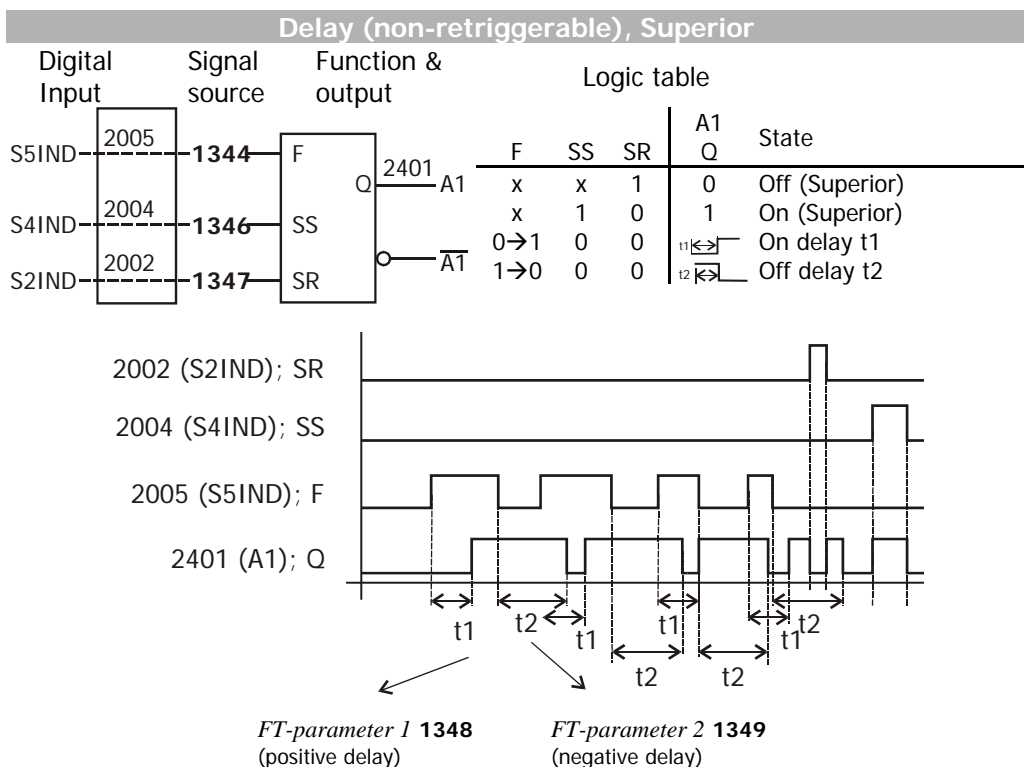 Delay (non-retriggerable), Superior
Digital Input
Signal source
Function & output
Logic table
S5IND 2005 1344 F
S4IND 2004 1346 SS
S2IND 2002 1347 SR
Q 2401 A1
A1
F SS SR A1 Q State
x x 1 0 Off (Superior)
x 1 0 1 On (Superior)
0→1 0 0 t1 On delay t1
1→0 0 0 t2 Off delay t2
2002 (S2IND); SR
2004 (S4IND); SS
2005 (S5IND); F
2401 (A1); Q
t1 t2 t1 t1 t1 t2
t2 t2
FT-parameter 1 1348
(positive delay)
FT-parameter 2 1349
(negative delay)